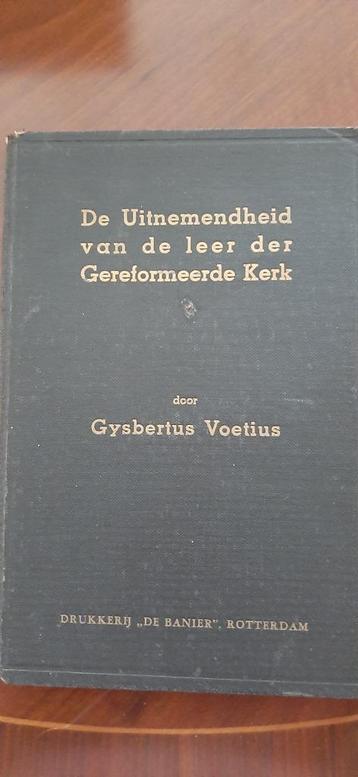 De Uitnemendheid
van de leer der
Gereformeerde Kerk
door
Gysbertus Voetius
DRUKKERIJ „DE BANIER", ROTTERDAM